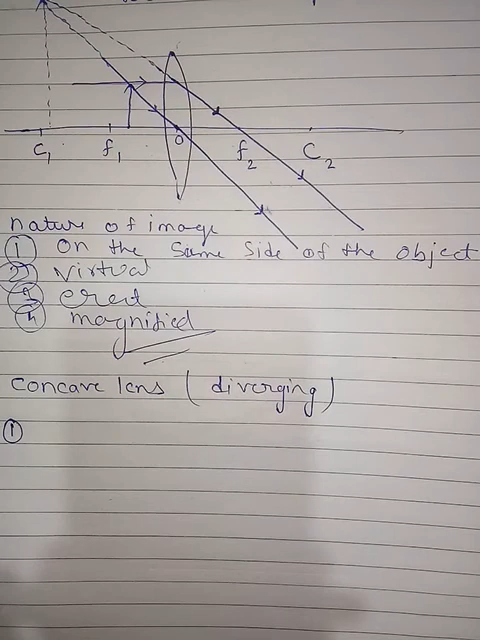 C1 f1 O f2 C2
nature of image
① on the same side of the object
② virtual
③ erect
④ magnified
concave lens (diverging)
①